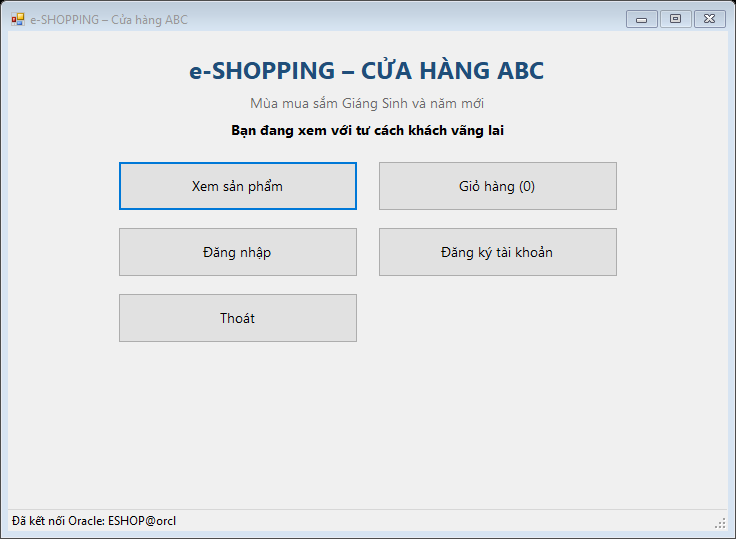 e-SHOPPING – Cửa hàng ABC
e-SHOPPING – CỬA HÀNG ABC
Mùa mua sắm Giáng Sinh và năm mới
Bạn đang xem với tư cách khách vãng lai
Xem sản phẩm
Giỏ hàng (0)
Đăng nhập
Đăng ký tài khoản
Thoát
Đã kết nối Oracle: ESHOP@orcl